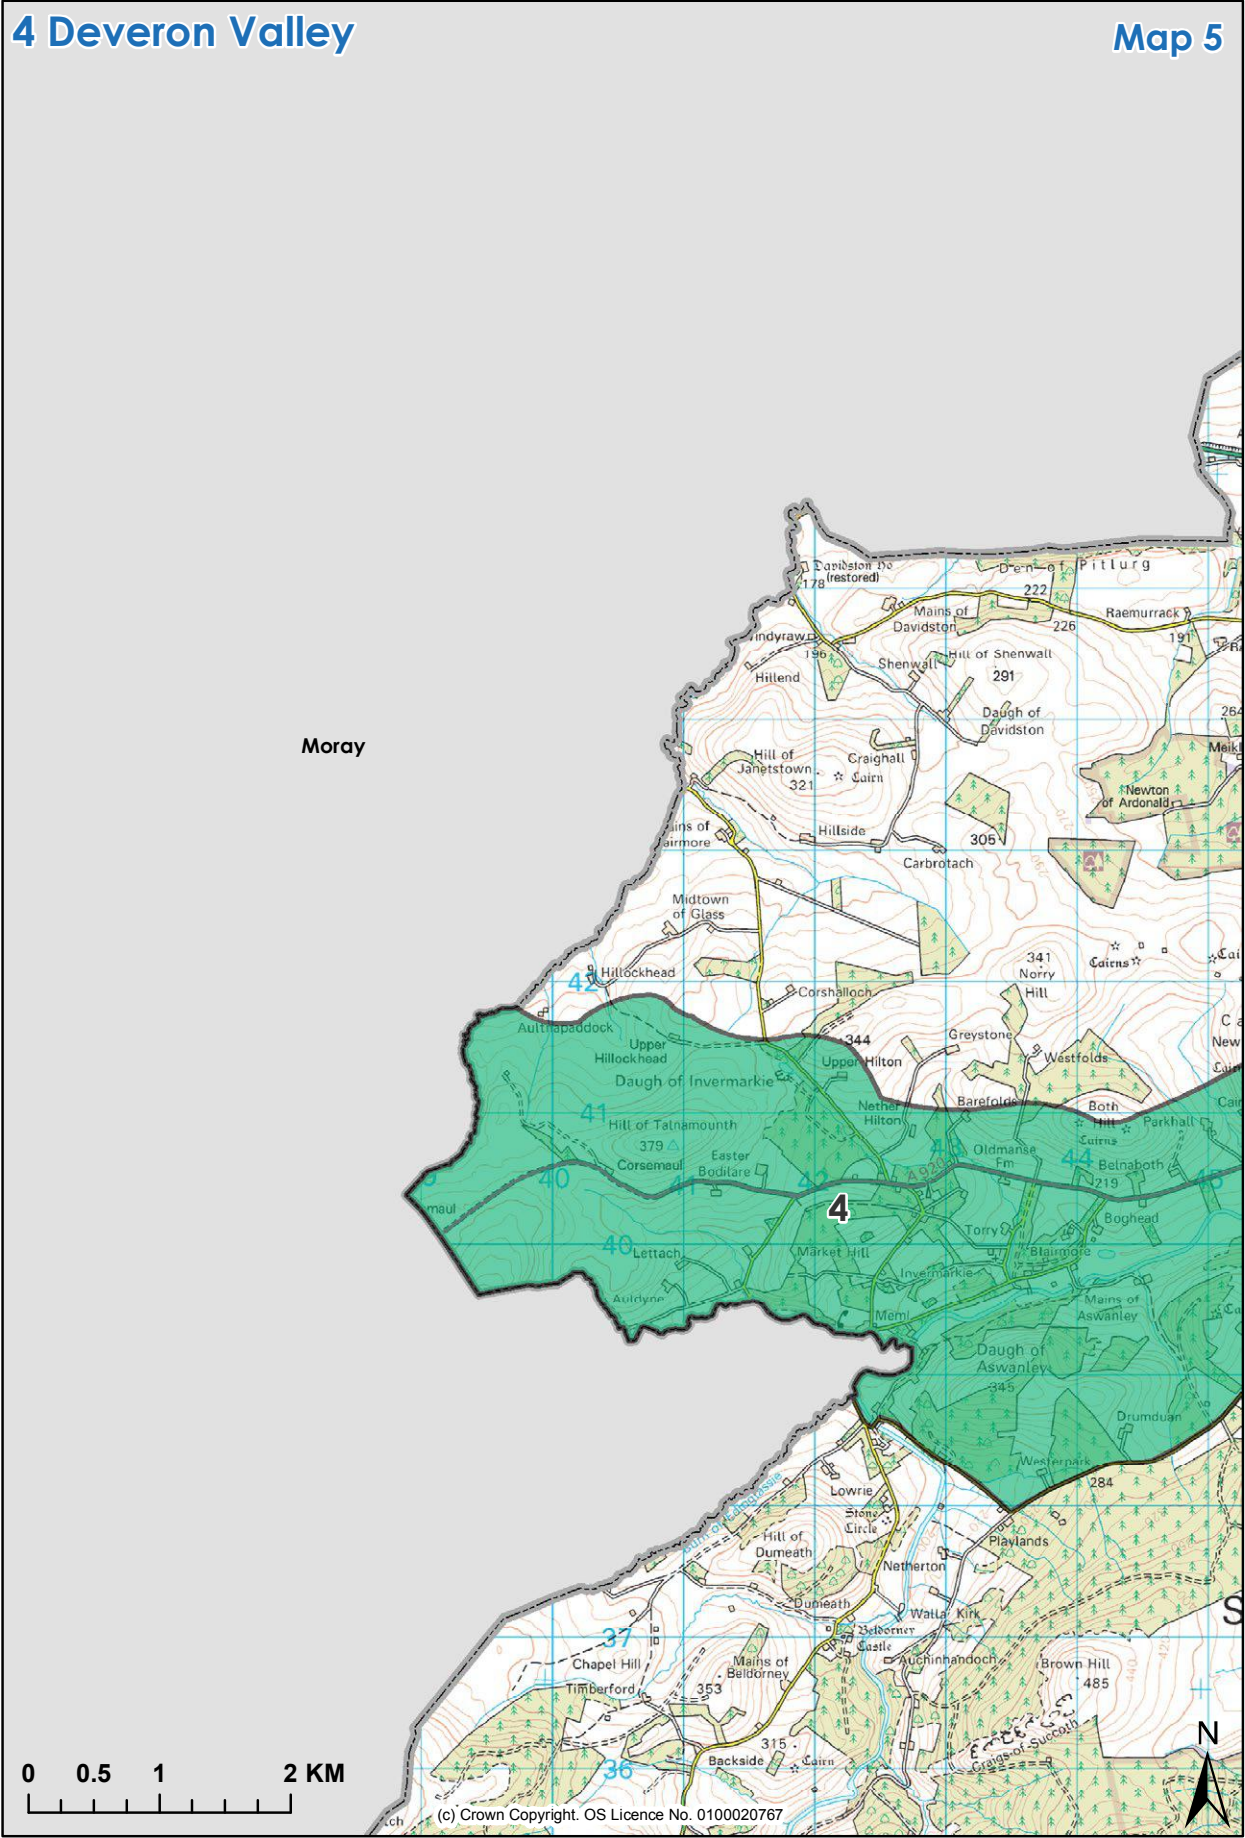 4 Deveron Valley
Map 5
Davidston Ho
(restored)
178
Den of Pitlurg
222
Mains of
Davidston
226
Raemurrack
191
196
Hillend
Shenwall
Hill of Shenwall
291
Daugh of
Davidston
264
Moray
Hill of
Janetstown
321
Cairn
Craighall
Newton
of Ardonald
Hillside
305
Carbrotach
Midtown
of Glass
341
Norry
Hill
Cairns
Hillockhead
42
Corshalloch
Aulthapaddock
Upper
Hillockhead
344
Upper Hilton
Greystone
Westfolds
New
Daugh of Invermarkie
Nether
Hilton
Barefolds
Both
Hill
Cairns
Parkhall
41
Hill of Talnamounth
379
Corsemaul
Easter
Bodilare
43
Oldmanse
Fm
44
Belnaboth
219
40
41
42
A 920
45
maul
4
Boghead
Torry
40
Lettach
Market Hill
Blairmore
Invermarkie
Auldyne
Meml
Mains of
Aswanley
Daugh of
Aswanley
345
Drumduan
Westerpark
284
Burn of Edinglassie
Lowrie
Stone
Circle
Hill of
Dumeath
Playlands
Netherton
Dumeath
Walla Kirk
Beldorney
Castle
37
Chapel Hill
Mains of
Beldorney
Auchinhandoch
Brown Hill
485
Timberford
353
Craigs of Succoth
315
Backside
Cairn
36
N
0 0.5 1 2 KM
(c) Crown Copyright. OS Licence No. 0100020767